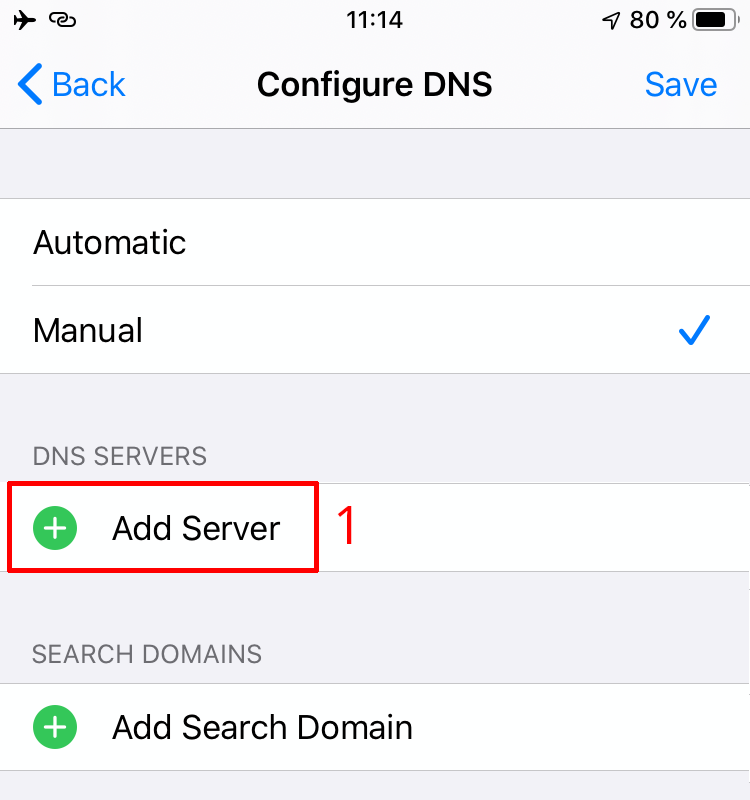 11:14
80 %
Back
Configure DNS
Save
Automatic
Manual
DNS SERVERS
Add Server
1
SEARCH DOMAINS
Add Search Domain